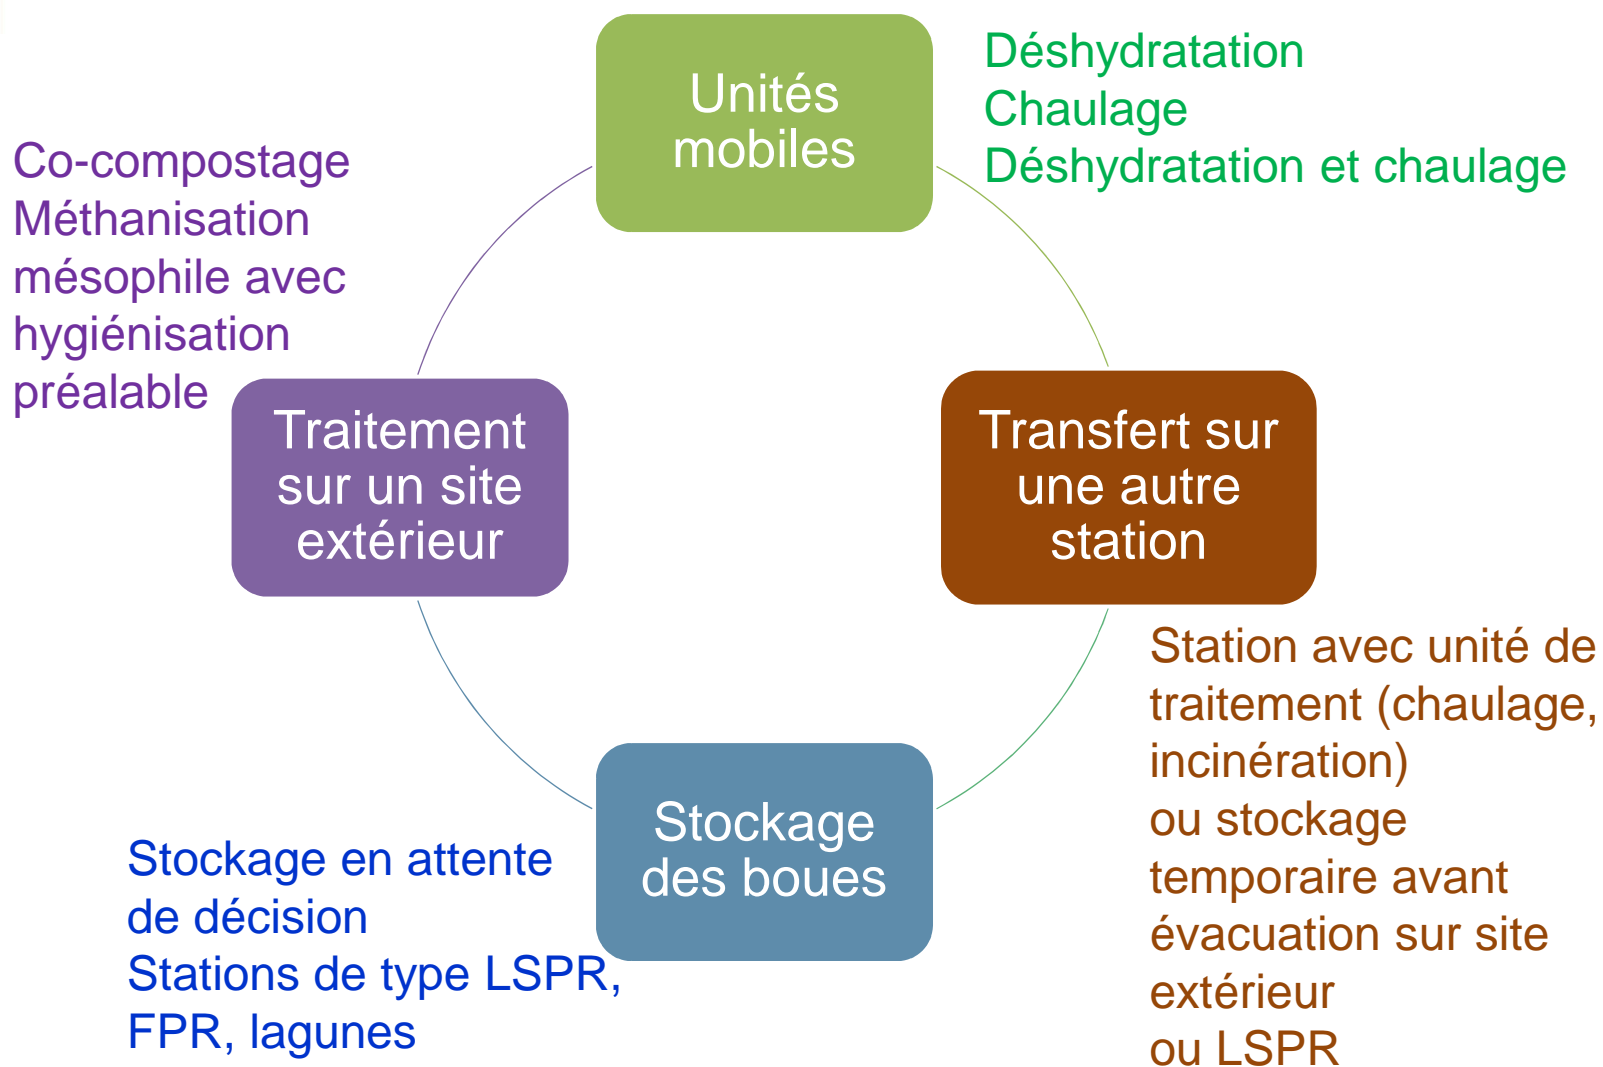 Unités
mobiles
Déshydratation
Chaulage
Déshydratation et chaulage
Co-compostage
Méthanisation
mésophile avec
hygiénisation
préalable
Traitement
sur un site
extérieur
Transfert sur
une autre
station
Station avec unité de
traitement (chaulage,
incinération)
ou stockage
temporaire avant
évacuation sur site
extérieur
ou LSPR
Stockage
des boues
Stockage en attente
de décision
Stations de type LSPR,
FPR, lagunes